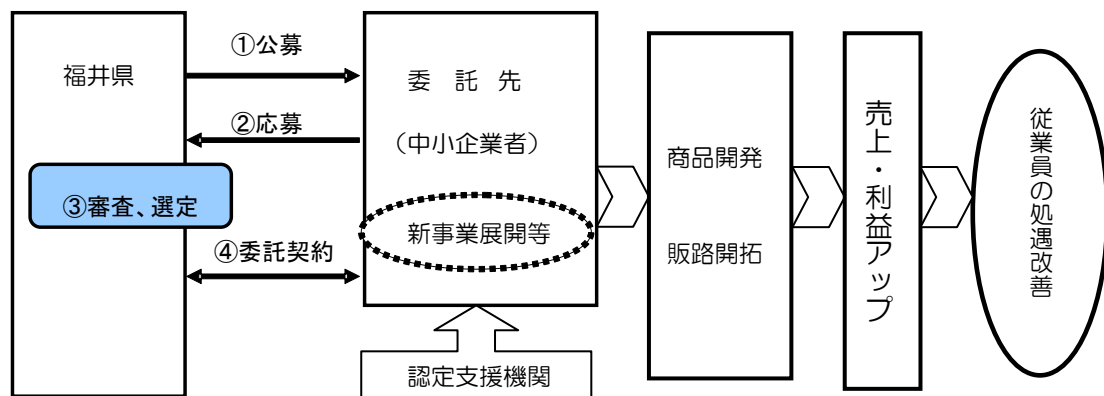 福井県
①公募
②応募
③審査、選定
④委託契約
委 託 先
（中小企業者）
新事業展開等
認定支援機関
商品開発
販路開拓
売上・利益アップ
従業員の処遇改善